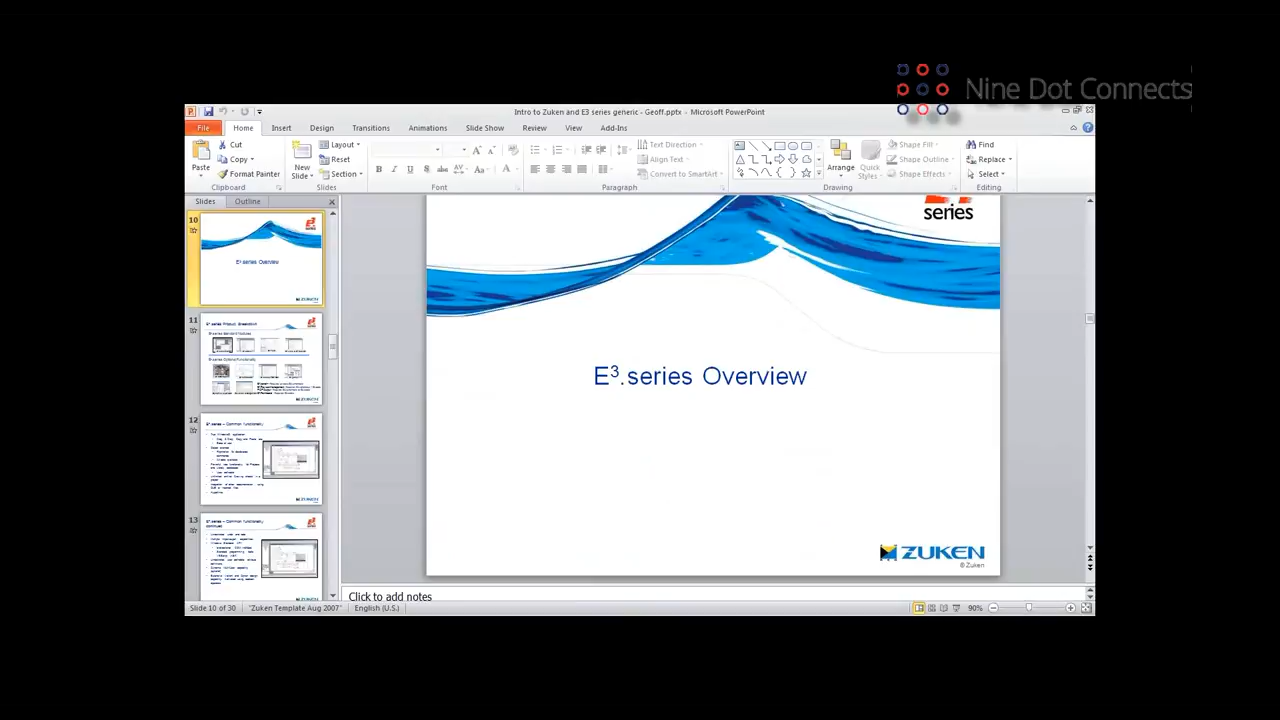 Nine Dot Connects
Intro to Zuken and E3 series generic - Geoff.pptx - Microsoft PowerPoint
File Home Insert Design Transitions Animations Slide Show Review View Add-Ins
Paste
Cut
Copy
Format Painter
Clipboard
New
Slide
Layout
Reset
Section
Slides
Font
Text Direction
Align Text
Convert to SmartArt
Paragraph
Arrange
Quick
Styles
Shape Fill
Shape Outline
Shape Effects
Drawing
Find
Replace
Select
Editing
Slides Outline
10
series
E³.series Overview
11
12
13
series
E³.series Overview
ZUKEN
© Zuken
Click to add notes
Slide 10 of 30 "Zuken Template Aug 2007" English (U.S.) 90%